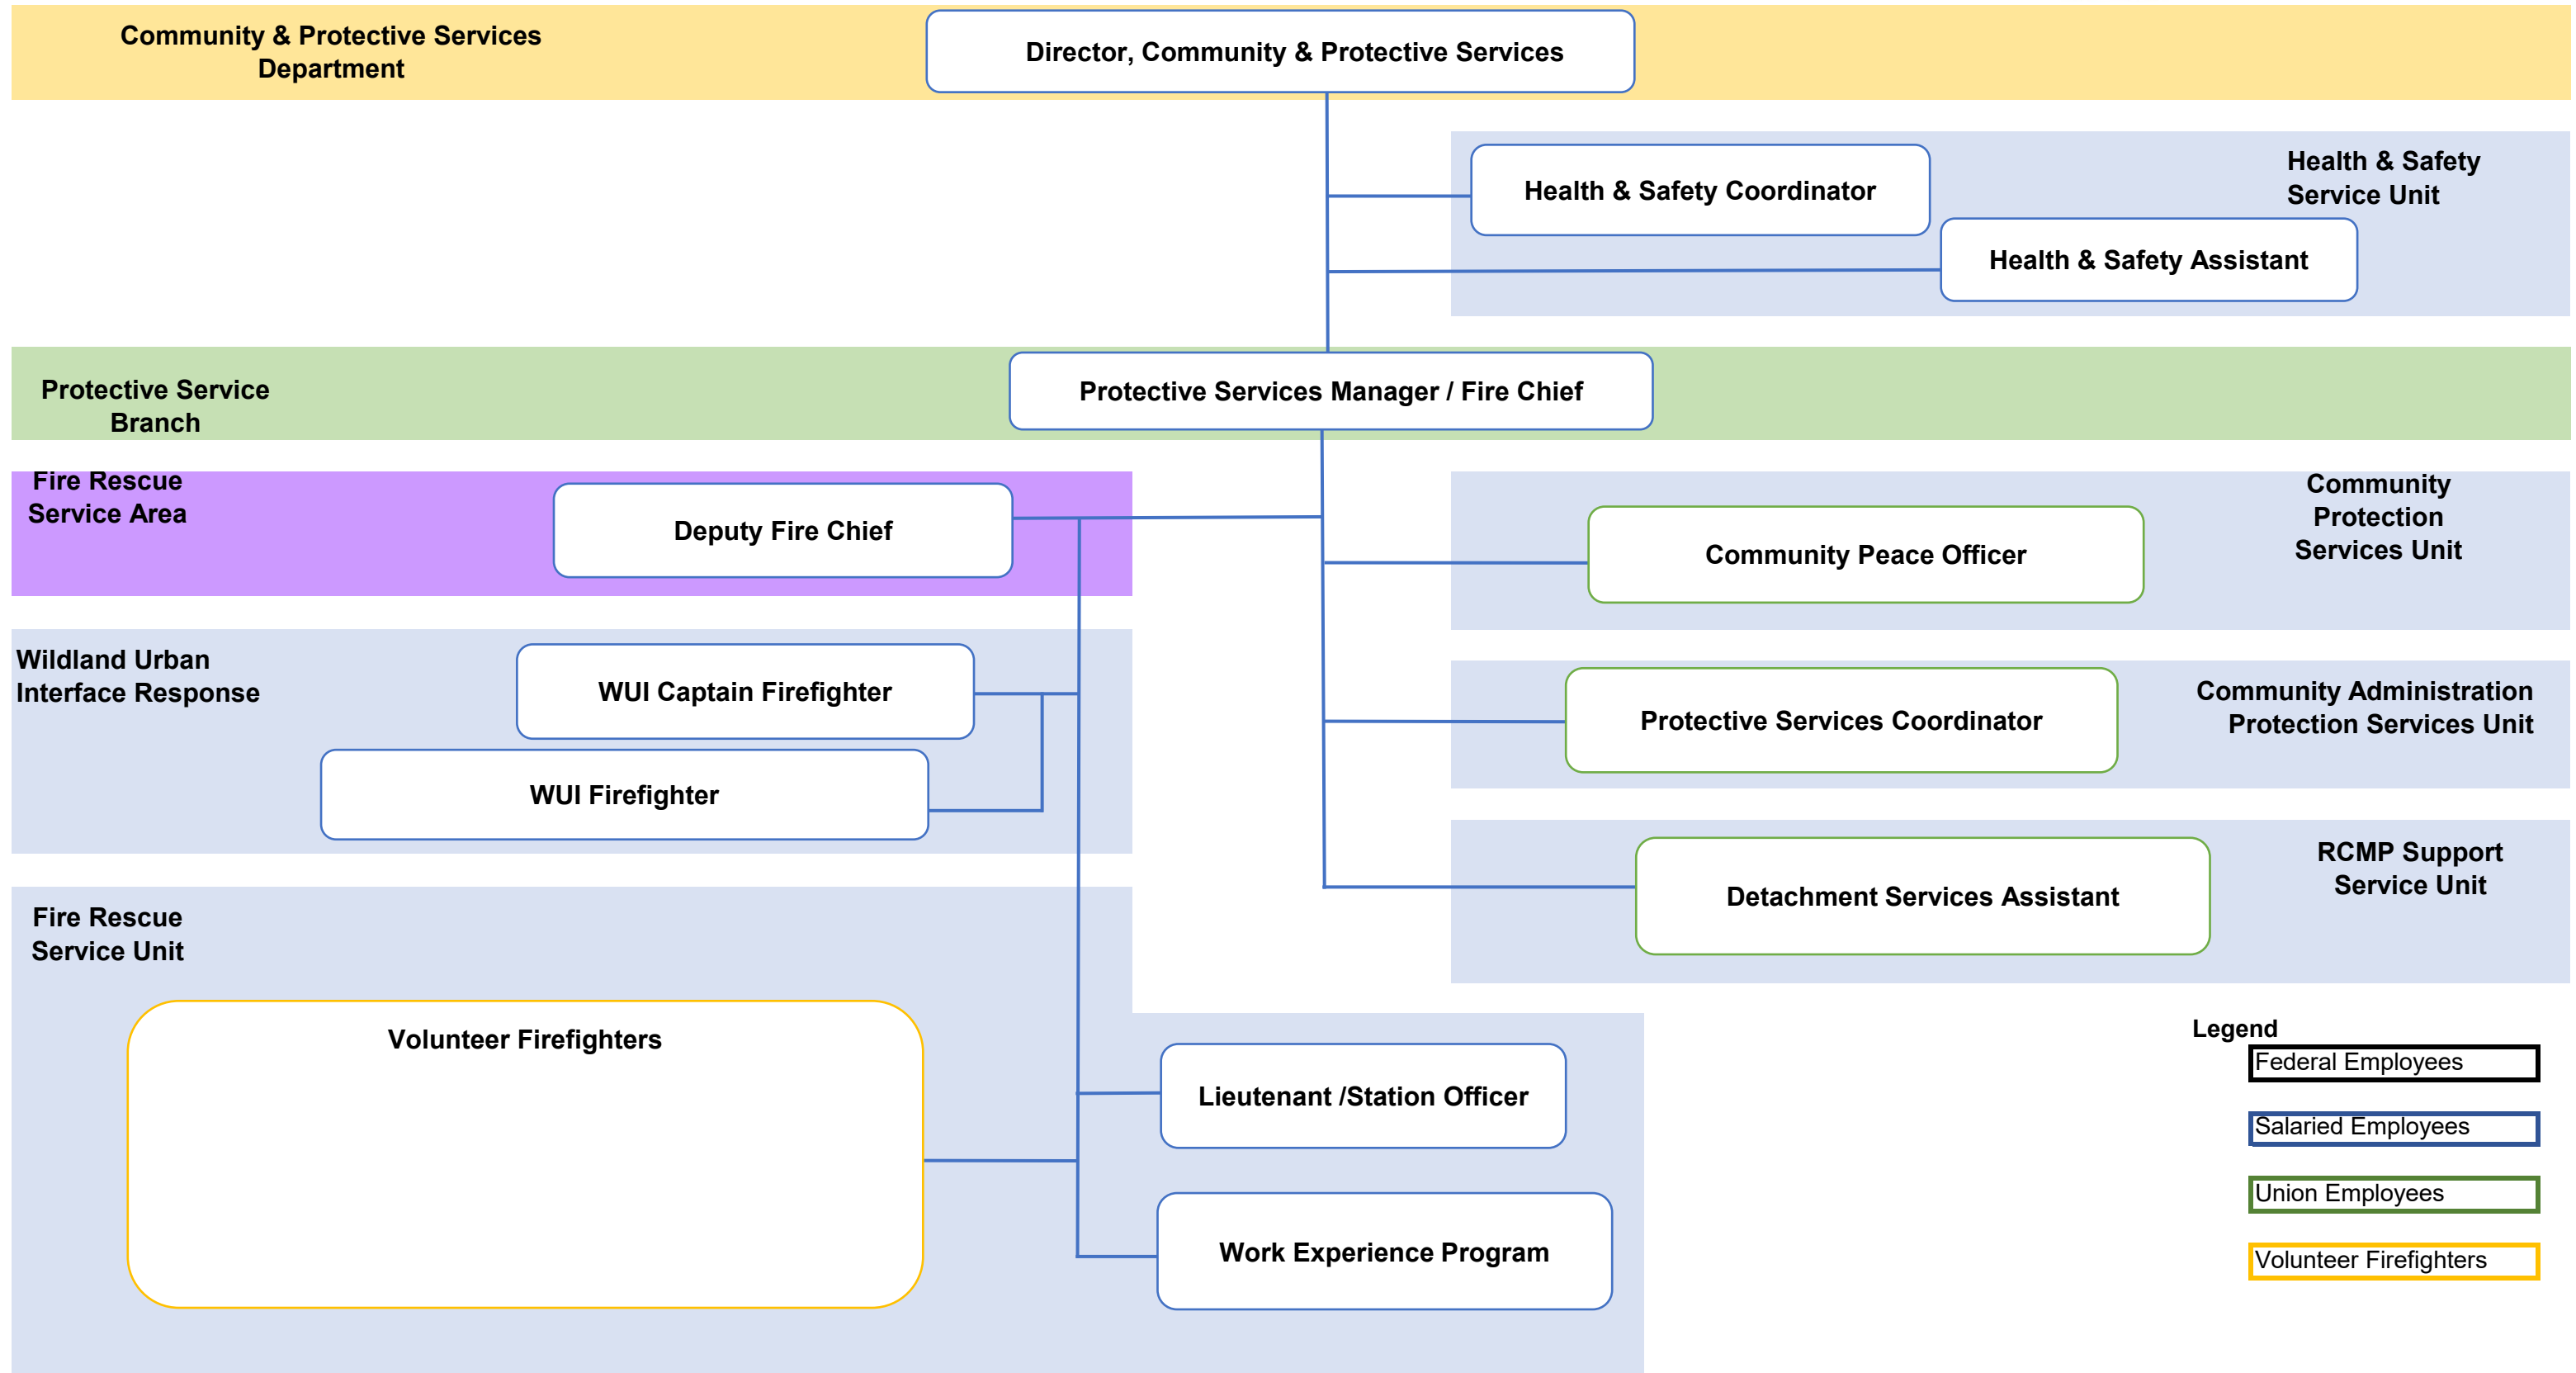 Community & Protective Services
Department
Director, Community & Protective Services
Health & Safety Coordinator
Health & Safety
Service Unit
Health & Safety Assistant
Protective Service
Branch
Protective Services Manager / Fire Chief
Fire Rescue
Service Area
Deputy Fire Chief
Community
Protection
Services Unit
Community Peace Officer
Wildland Urban
Interface Response
WUI Captain Firefighter
WUI Firefighter
Protective Services Coordinator
Community Administration
Protection Services Unit
Detachment Services Assistant
RCMP Support
Service Unit
Fire Rescue
Service Unit
Volunteer Firefighters
Lieutenant /Station Officer
Work Experience Program
Legend
Federal Employees
Salaried Employees
Union Employees
Volunteer Firefighters